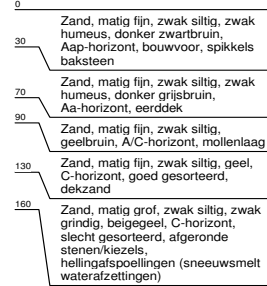 0
Zand, matig fijn, zwak siltig, zwak
humeus, donker zwartbruin,
Aap-horizont, bouwvoor, spikkels
baksteen
30
Zand, matig fijn, zwak siltig, zwak
humeus, donker grijsbruin,
Aa-horizont, eerddek
70
Zand, matig fijn, zwak siltig,
geelbruin, A/C-horizont, mollenlaag
90
Zand, matig fijn, zwak siltig, geel,
C-horizont, goed gesorteerd,
dekzand
130
Zand, matig grof, zwak siltig, zwak
grindig, beigegeel, C-horizont,
slecht gesorteerd, afgeronde
stenen/kiezels,
hellingafspoellingen (sneeuwsmelt
waterafzettingen)
160